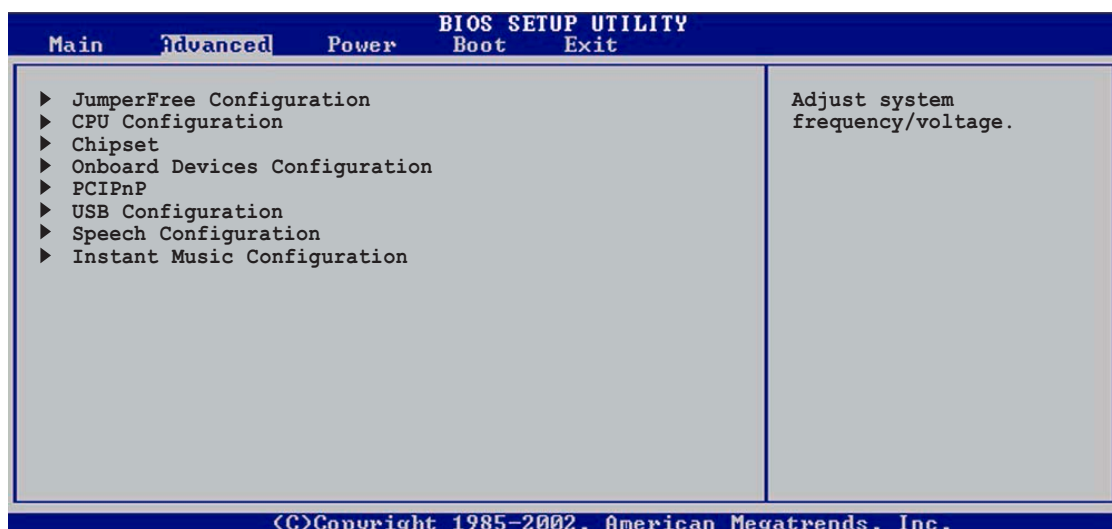 BIOS SETUP UTILITY
Main Advanced Power Boot Exit
JumperFree Configuration
CPU Configuration
Chipset
Onboard Devices Configuration
PCIPnP
USB Configuration
Speech Configuration
Instant Music Configuration
Adjust system
frequency/voltage.
(C)Copyright 1985-2002, American Megatrends, Inc.